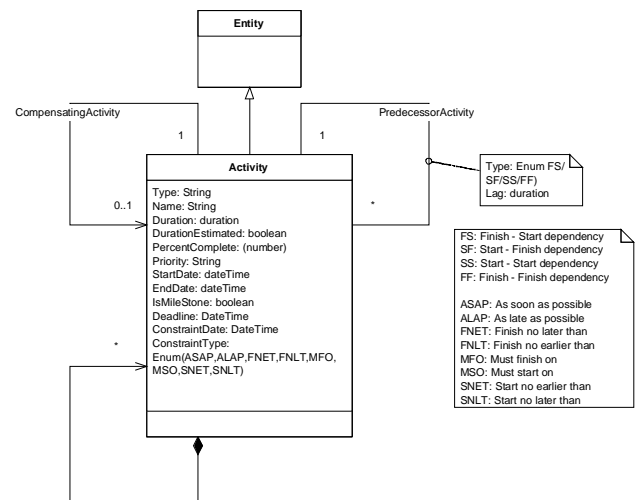 Entity
CompensatingActivity
PredecessorActivity
1
1
Activity
Type: Enum FS/
SF/SS/FF)
Lag: duration
Type: String
Name: String
Duration: duration
DurationEstimated: boolean
PercentComplete: (number)
Priority: String
StartDate: dateTime
EndDate: dateTime
IsMileStone: boolean
Deadline: DateTime
ConstraintDate: DateTime
ConstraintType:
Enum(ASAP,ALAP,FNET,FNLT,MFO,
MSO,SNET,SNLT)
0..1
*
*
FS: Finish - Start dependency
SF: Start - Finish dependency
SS: Start - Start dependency
FF: Finish - Finish dependency
ASAP: As soon as possible
ALAP: As late as possible
FNET: Finish no later than
FNLT: Finish no earlier than
MFO: Must finish on
MSO: Must start on
SNET: Start no earlier than
SNLT: Start no later than